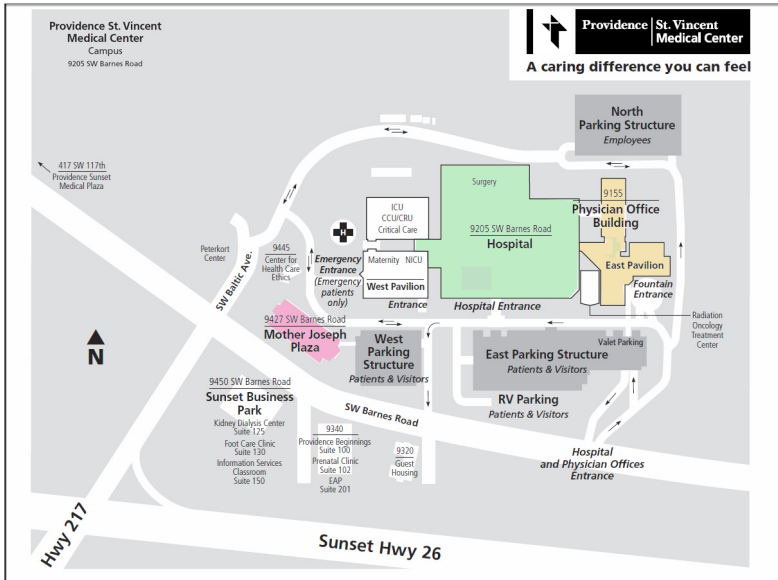 Providence St. Vincent
Medical Center
Campus
9205 SW Barnes Road
Providence
St. Vincent
Medical Center
A caring difference you can feel
North
Parking Structure
Employees
417 SW 117th
Providence Sunset
Medical Plaza
Surgery
9155
Physician Office
Building
ICU
CCU/CRU
Critical Care
9205 SW Barnes Road
Hospital
H
Peterkort
Center
SW Baltic Ave.
9445
Center for
Health Care
Ethics
Emergency
Entrance
(Emergency
patients
only)
Maternity NICU
West Pavilion
Entrance
Hospital Entrance
East Pavilion
Fountain
Entrance
Radiation
Oncology
Treatment
Center
9427 SW Barnes Road
Mother Joseph
Plaza
West
Parking
Structure
Patients & Visitors
Valet Parking
East Parking Structure
Patients & Visitors
RV Parking
Patients & Visitors
N
9450 SW Barnes Road
Sunset Business
Park
Kidney Dialysis Center
Suite 125
Foot Care Clinic
Suite 130
Information Services
Classroom
Suite 150
SW Barnes Road
9340
Providence Beginnings
Suite 100
Prenatal Clinic
Suite 102
EAP
Suite 201
9320
Guest
Housing
Hospital
and Physician Offices
Entrance
Hwy 217
Sunset Hwy 26